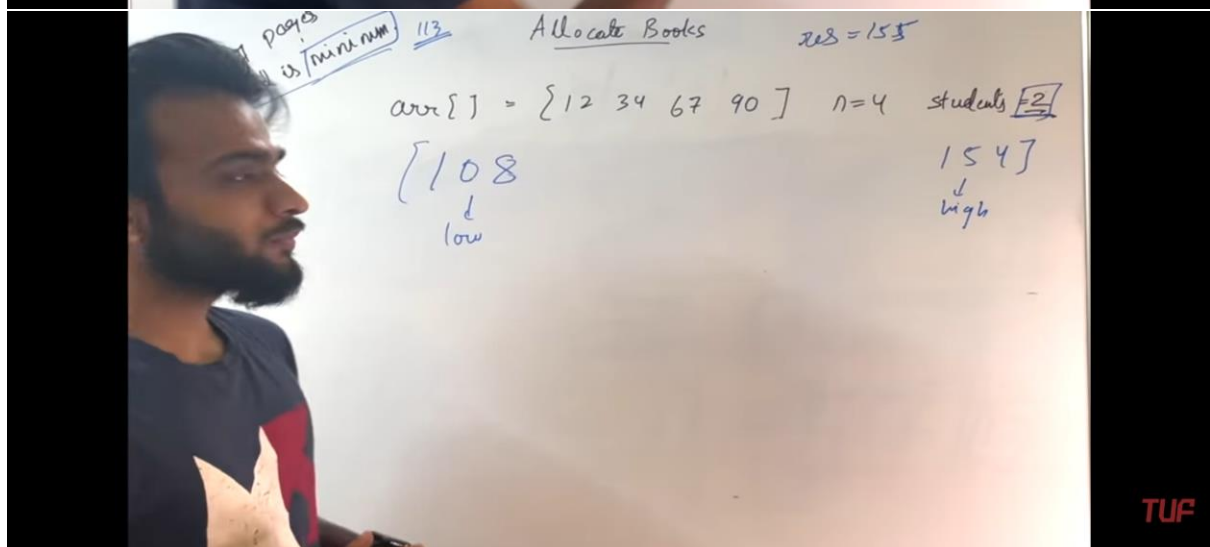 pages
is minimum 113
Allocate Books
res = 155
arr[] = {12 34 67 90] n=4 students =2
[108 154]
low high
TUF